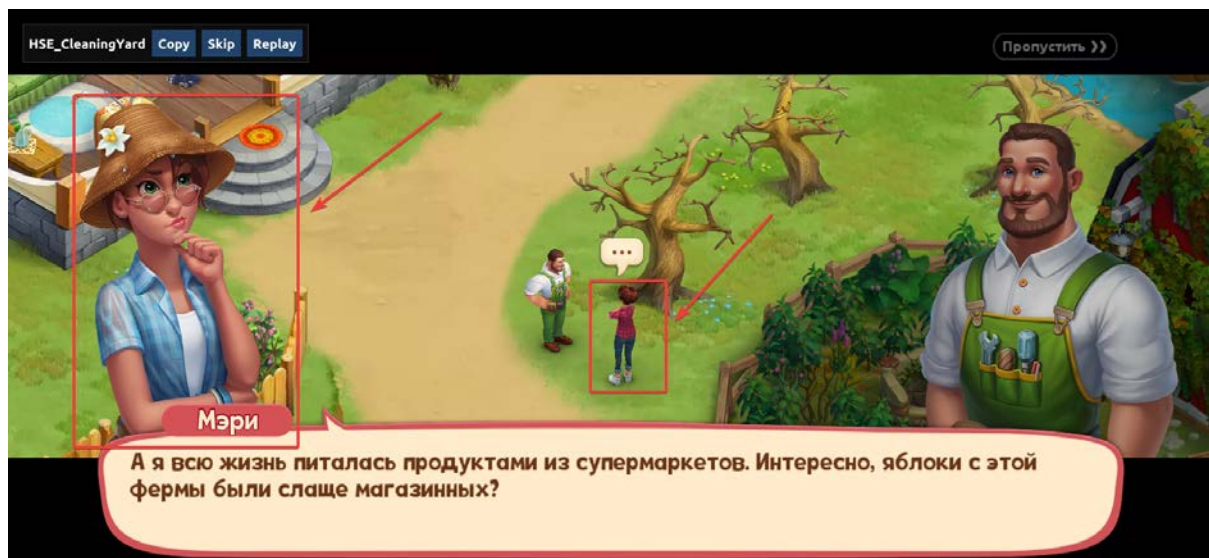 HSE_CleaningYard Copy Skip Replay
Пропустить ❯❯
...
Мэри
А я всю жизнь питалась продуктами из супермаркетов. Интересно, яблоки с этой
фермы были слаще магазинных?